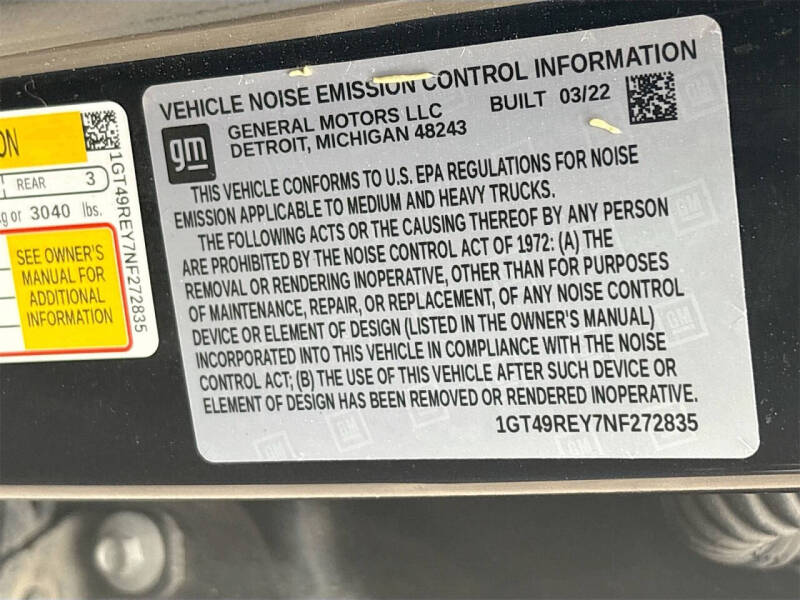 ON
REAR 3
g or 3040 lbs.
SEE OWNER'S
MANUAL FOR
ADDITIONAL
INFORMATION
1GT49REY7NF272835
VEHICLE NOISE EMISSION CONTROL INFORMATION
gm
GENERAL MOTORS LLC BUILT 03/22
DETROIT, MICHIGAN 48243
THIS VEHICLE CONFORMS TO U.S. EPA REGULATIONS FOR NOISE
EMISSION APPLICABLE TO MEDIUM AND HEAVY TRUCKS.
THE FOLLOWING ACTS OR THE CAUSING THEREOF BY ANY PERSON
ARE PROHIBITED BY THE NOISE CONTROL ACT OF 1972: (A) THE
REMOVAL OR RENDERING INOPERATIVE, OTHER THAN FOR PURPOSES
OF MAINTENANCE, REPAIR, OR REPLACEMENT, OF ANY NOISE CONTROL
DEVICE OR ELEMENT OF DESIGN (LISTED IN THE OWNER'S MANUAL)
INCORPORATED INTO THIS VEHICLE IN COMPLIANCE WITH THE NOISE
CONTROL ACT; (B) THE USE OF THIS VEHICLE AFTER SUCH DEVICE OR
ELEMENT OF DESIGN HAS BEEN REMOVED OR RENDERED INOPERATIVE.
1GT49REY7NF272835